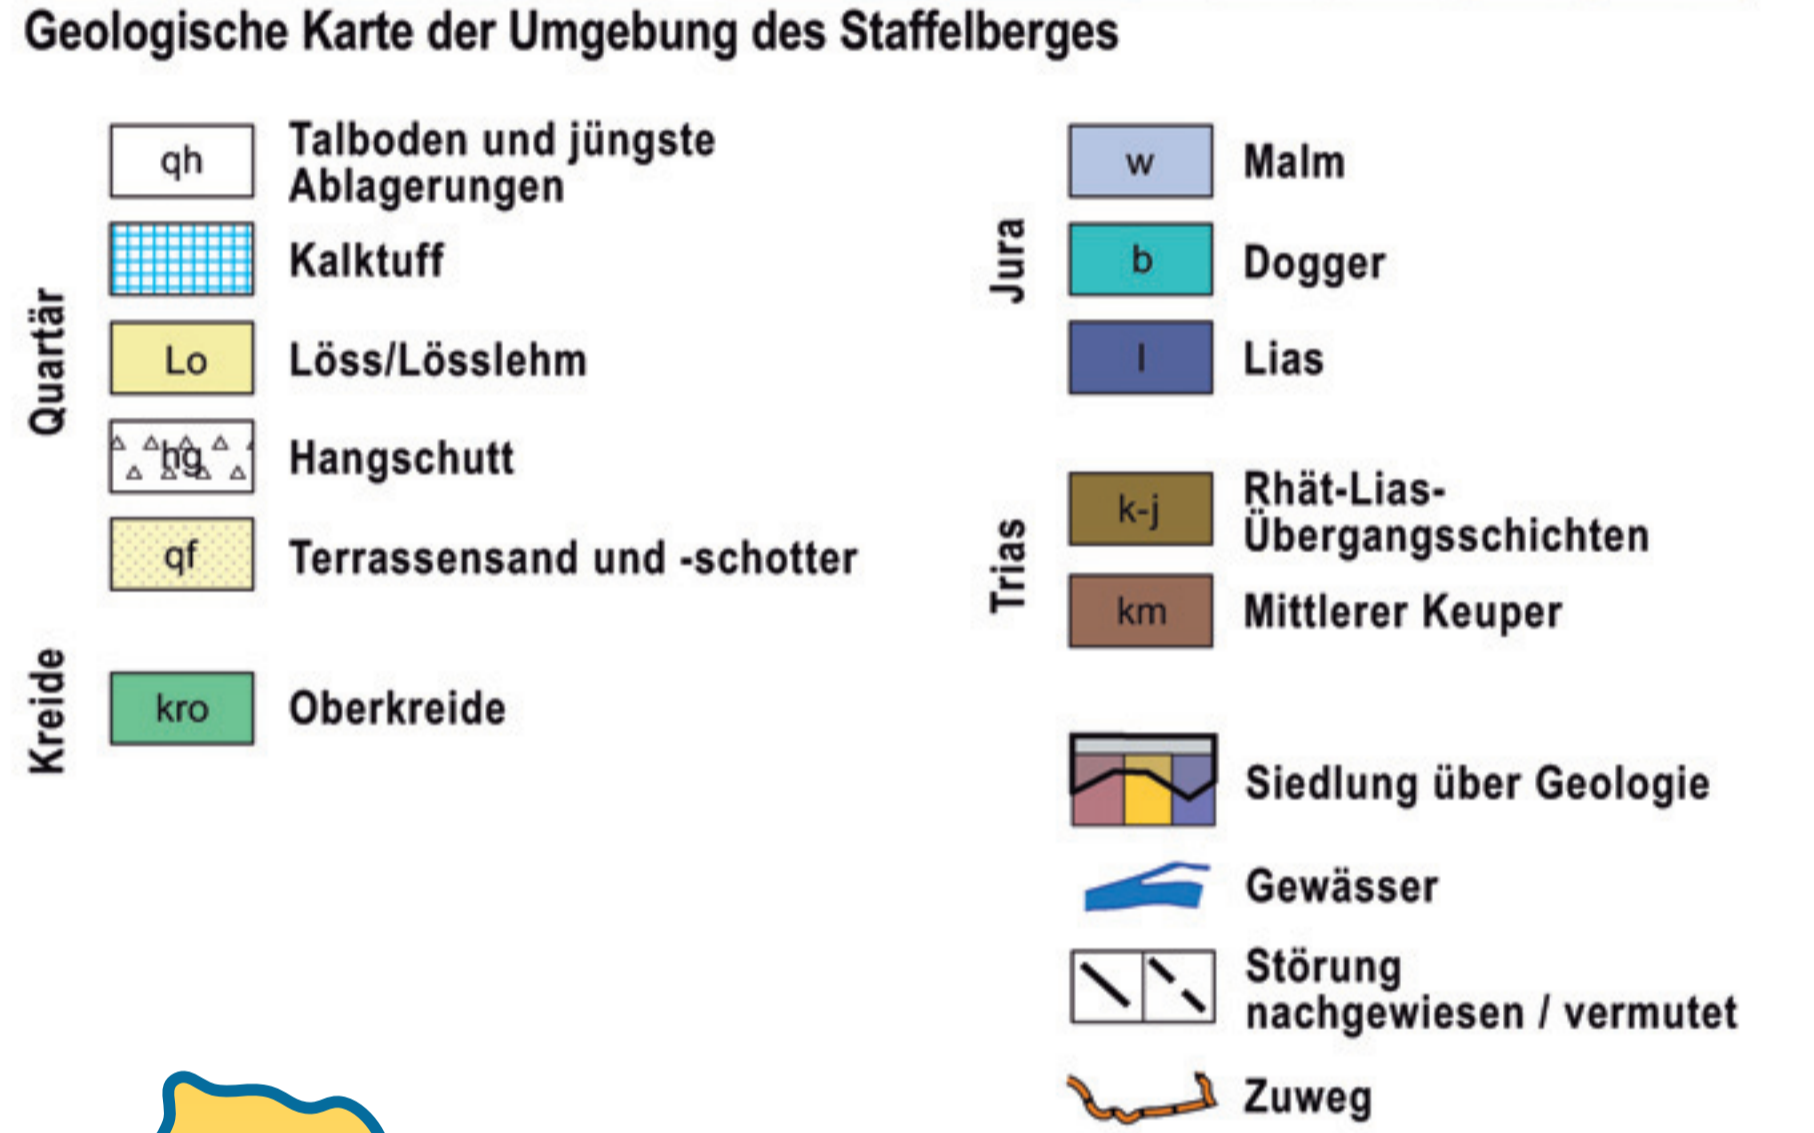 Geologische Karte der Umgebung des Staffelberges
Quartär
qh
Talboden und jüngste
Ablagerungen
Kalktuff
Lo
Löss/Lösslehm
hg
Hangschutt
qf
Terrassensand und -schotter
Kreide
kro
Oberkreide
Jura
w
Malm
b
Dogger
l
Lias
Trias
k-j
Rhät-Lias-
Übergangsschichten
km
Mittlerer Keuper
Siedlung über Geologie
Gewässer
Störung
nachgewiesen / vermutet
Zuweg